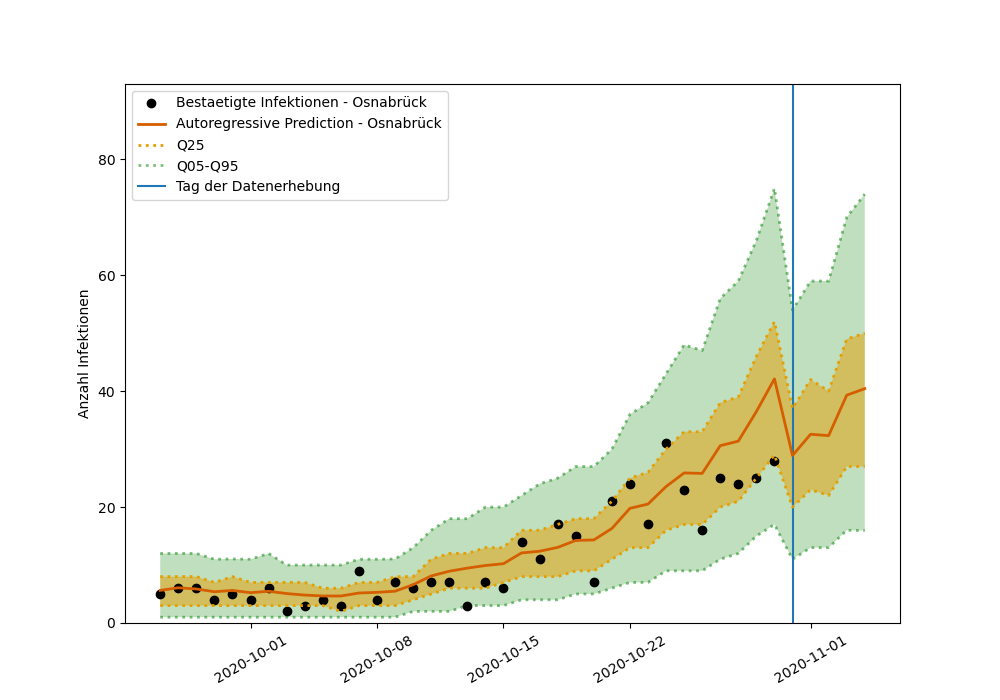 Bestaetigte Infektionen - Osnabrück
Autoregressive Prediction - Osnabrück
Q25
Q05-Q95
Tag der Datenerhebung
Anzahl Infektionen
80
60
40
20
0
2020-10-01
2020-10-08
2020-10-15
2020-10-22
2020-11-01